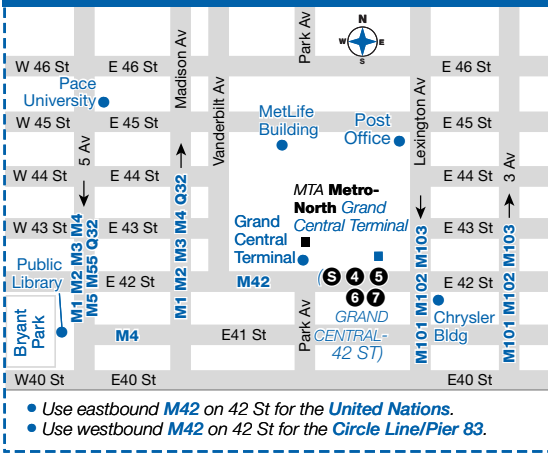 N
W E
S
Park Av
Madison Av
Vanderbilt Av
Lexington Av
W 46 St E 46 St E 46 St
Pace
University
MetLife
Building
Post
Office
W 45 St E 45 St E 45 St
5 Av
3 Av
W 44 St E 44 St E 44 St
MTA Metro-
North Grand
Central Terminal
Grand
Central
Terminal
W 43 St E 43 St E 43 St
M1 M2 M3 M4
M5 M55 Q32
M1 M2 M3 M4 Q32
M101 M102 M103
M101 M102 M103
Public
Library
E 42 St M42 E 42 St
(S 4 5
6 7
GRAND
CENTRAL-
42 ST)
Chrysler
Bldg
Bryant
Park
M4 E41 St
Park Av
W40 St E40 St E40 St
• Use eastbound M42 on 42 St for the United Nations.
• Use westbound M42 on 42 St for the Circle Line/Pier 83.